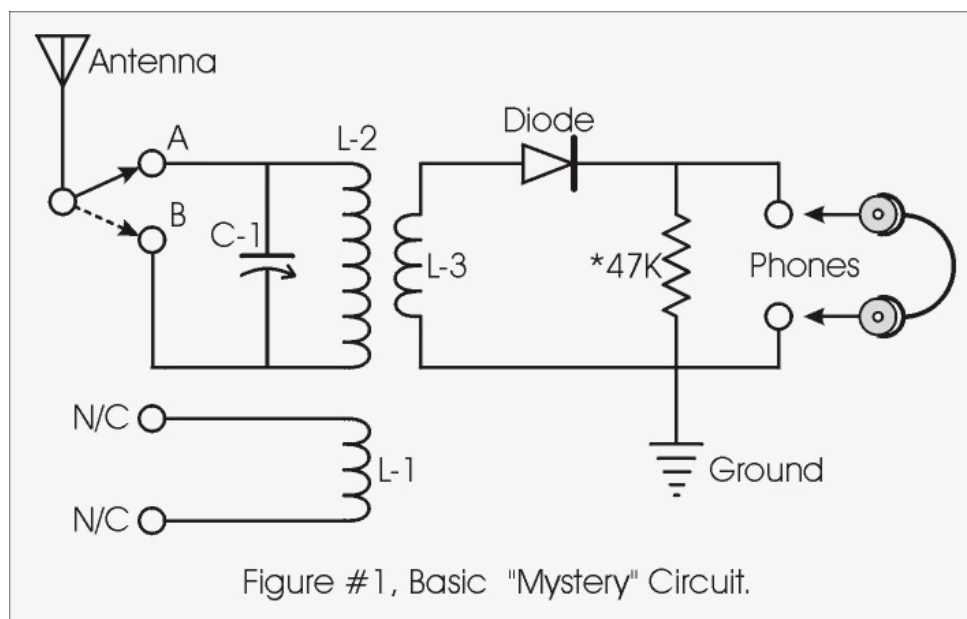 Antenna
A
B
C-1
L-2
L-3
Diode
*47K
Phones
N/C
N/C
L-1
Ground
Figure #1, Basic "Mystery" Circuit.